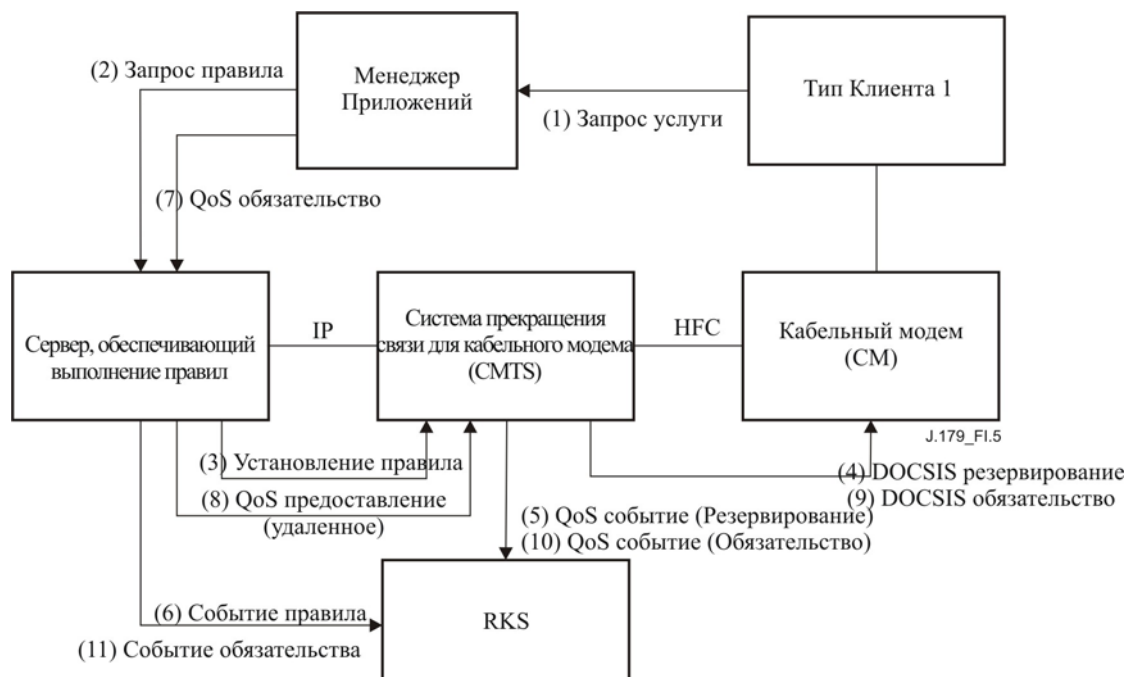 (2) Запрос правила
Менеджер
Приложений
Тип Клиента 1
(1) Запрос услуги
(7) QoS обязательство
Сервер, обеспечивающий
выполнение правил
IP
Система прекращения
связи для кабельного модема
(CMTS)
HFC
Кабельный модем
(CM)
J.179_FI.5
(3) Установление правила
(8) QoS предоставление
(удаленное)
(4) DOCSIS резервирование
(9) DOCSIS обязательство
(5) QoS событие (Резервирование)
(10) QoS событие (Обязательство)
(6) Событие правила
(11) Событие обязательства
RKS